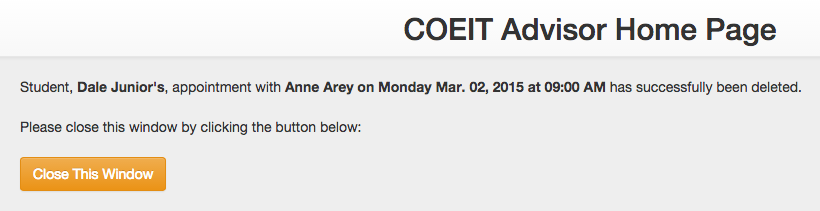 COEIT Advisor Home Page
Student, Dale Junior's, appointment with Anne Arey on Monday Mar. 02, 2015 at 09:00 AM has successfully been deleted.
Please close this window by clicking the button below:
Close This Window